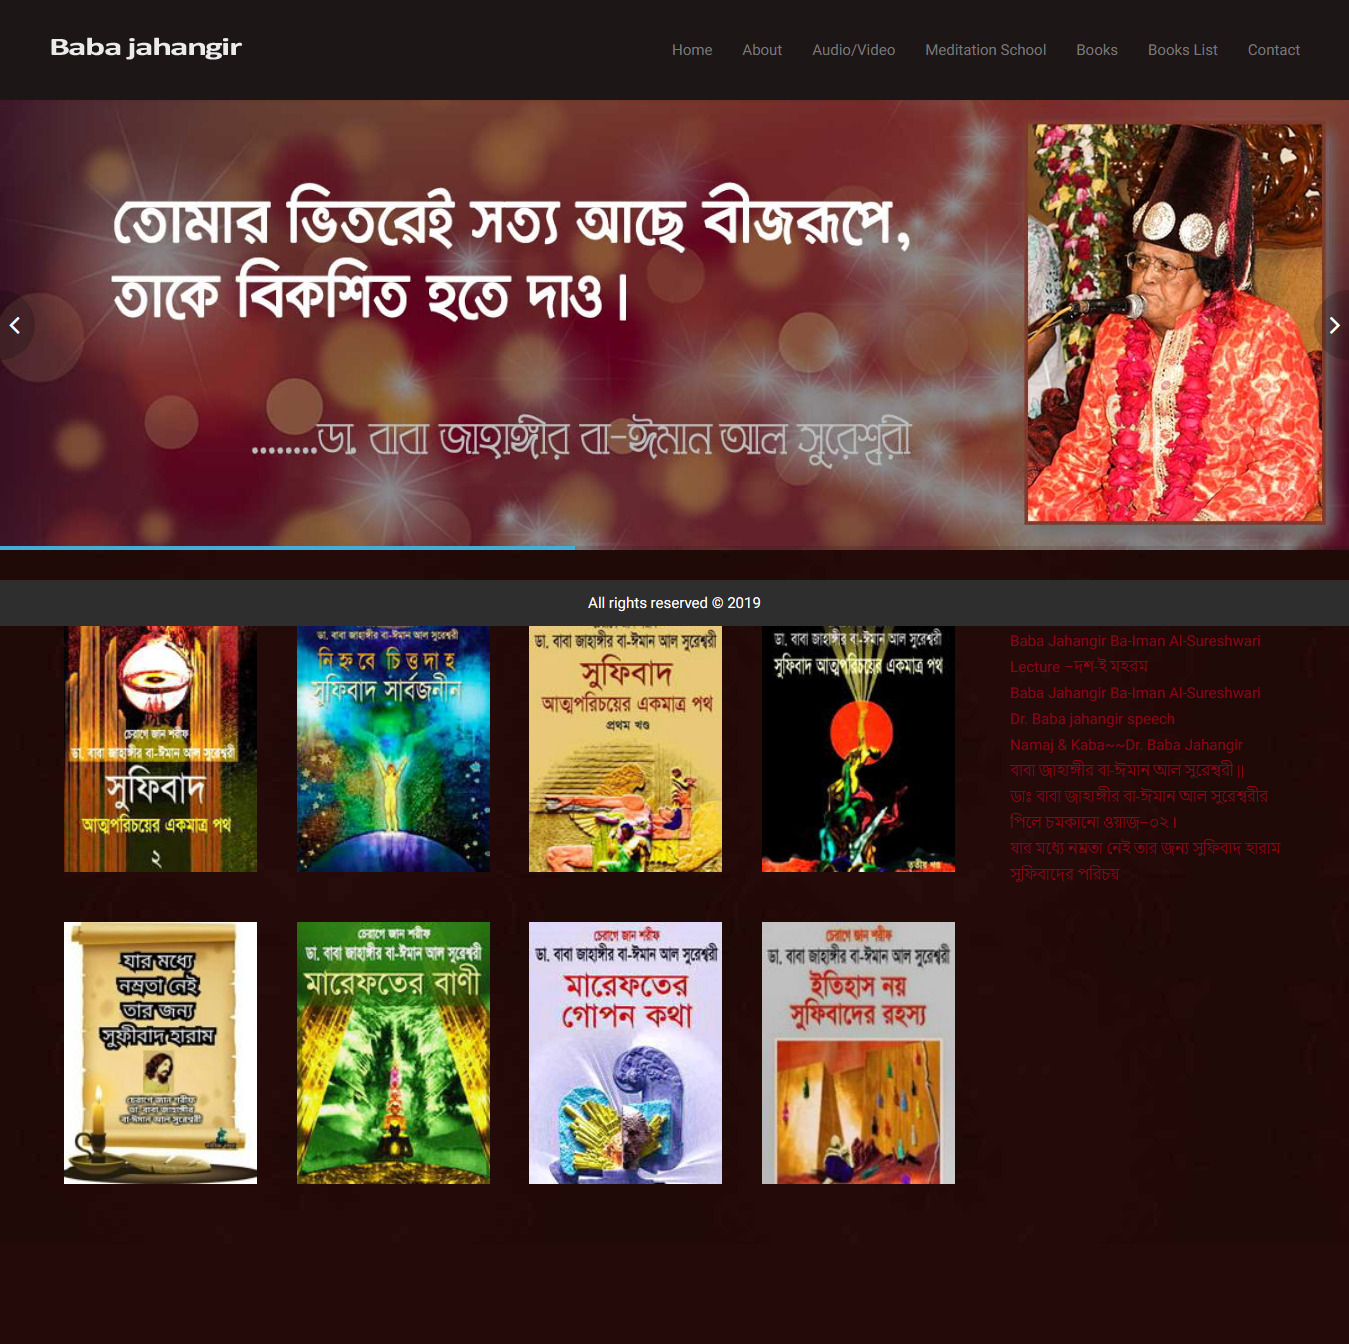 Baba jahangir
Home About Audio/Video Meditation School Books Books List Contact
তোমার ভিতরেই সত্য আছে বীজরূপে,
তাকে বিকশিত হতে দাও।
........ডা. বাবা জাহাঙ্গীর বা-ঈমান আল সুরেশ্বরী
All rights reserved © 2019
চেরাগে জান শরীফ
ডা. বাবা জাহাঙ্গীর বা-ঈমান আল সুরেশ্বরী
সুফিবাদ
আত্মপরিচয়ের একমাত্র পথ
২
ডা. বাবা জাহাঙ্গীর বা-ঈমান আল সুরেশ্বরী
নিহ্নবে চিত্তদাহ
সুফিবাদ সার্বজনীন
ডা. বাবা জাহাঙ্গীর বা-ঈমান আল সুরেশ্বরী
সুফিবাদ
আত্মপরিচয়ের একমাত্র পথ
প্রথম খণ্ড
ডা. বাবা জাহাঙ্গীর বা-ঈমান আল সুরেশ্বরী
সুফিবাদ আত্মপরিচয়ের একমাত্র পথ
তৃতীয় খণ্ড
Baba Jahangir Ba-Iman Al-Sureshwari
Lecture –দশ-ই মহরম
Baba Jahangir Ba-Iman Al-Sureshwari
Dr. Baba jahangir speech
Namaj & Kaba~~Dr. Baba Jahangir
বাবা জাহাঙ্গীর বা-ঈমান আল সুরেশ্বরী ||
ডাঃ বাবা জাহাঙ্গীর বা-ঈমান আল সুরেশ্বরীর
পিলে চমকানো ওয়াজ–০২ ।
যার মধ্যে নম্রতা নেই তার জন্য সুফিবাদ হারাম
সুফিবাদের পরিচয়
যার মধ্যে
নম্রতা নেই
তার জন্য
সুফীবাদ হারাম
চেরাগে জান শরীফ
ডা. বাবা জাহাঙ্গীর
বা-ঈমান আল সুরেশ্বরী
চেরাগে জান শরীফ
ডা. বাবা জাহাঙ্গীর বা-ঈমান আল সুরেশ্বরী
মারেফতের বাণী
চেরাগে জান শরীফ
ডা. বাবা জাহাঙ্গীর বা-ঈমান আল সুরেশ্বরী
মারেফতের
গোপন কথা
চেরাগে জান শরীফ
ডা. বাবা জাহাঙ্গীর বা-ঈমান আল সুরেশ্বরী
ইতিহাস নয়
সুফিবাদের রহস্য